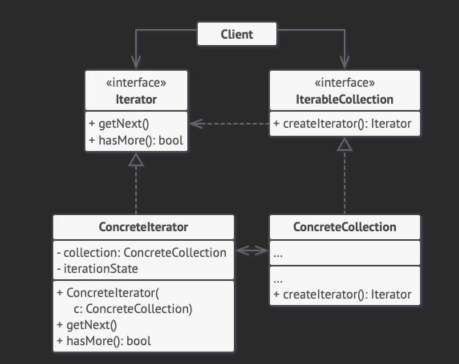 Client
«interface»
Iterator
+ getNext()
+ hasMore(): bool
«interface»
IterableCollection
+ createIterator(): Iterator
ConcreteIterator
- collection: ConcreteCollection
- iterationState
+ ConcreteIterator(
c: ConcreteCollection)
+ getNext()
+ hasMore(): bool
ConcreteCollection
...
...
+ createIterator(): Iterator